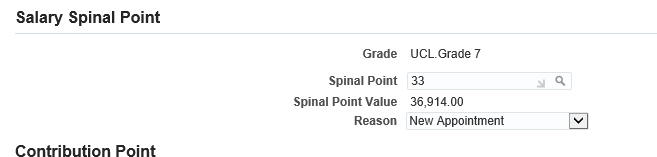 Salary Spinal Point
Grade UCL.Grade 7
Spinal Point 33
Spinal Point Value 36,914.00
Reason New Appointment
Contribution Point